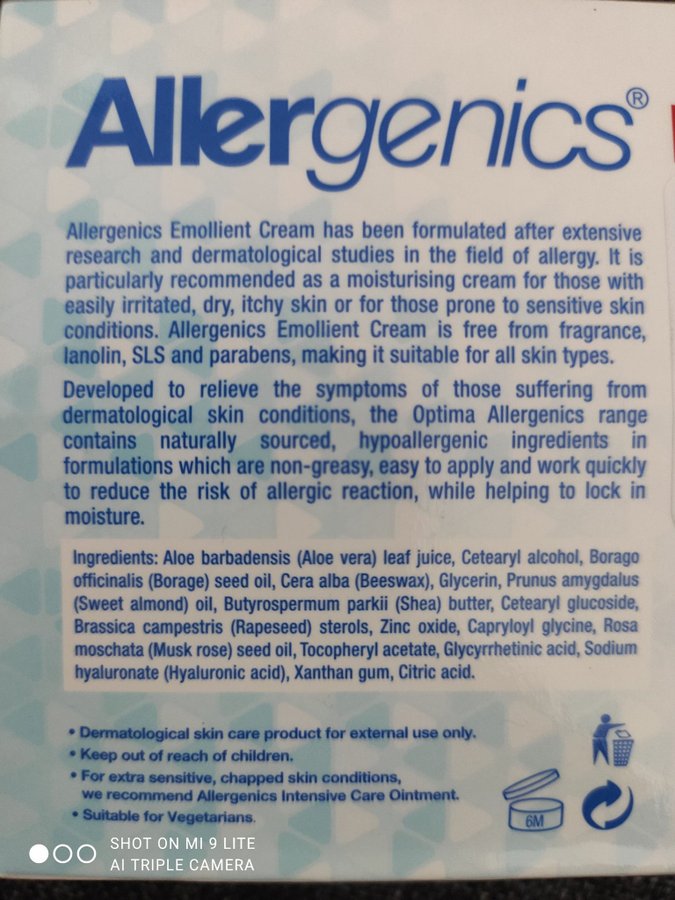 Allergenics®
Allergenics Emollient Cream has been formulated after extensive
research and dermatological studies in the field of allergy. It is
particularly recommended as a moisturising cream for those with
easily irritated, dry, itchy skin or for those prone to sensitive skin
conditions. Allergenics Emollient Cream is free from fragrance,
lanolin, SLS and parabens, making it suitable for all skin types.
Developed to relieve the symptoms of those suffering from
dermatological skin conditions, the Optima Allergenics range
contains naturally sourced, hypoallergenic ingredients in
formulations which are non-greasy, easy to apply and work quickly
to reduce the risk of allergic reaction, while helping to lock in
moisture.
Ingredients: Aloe barbadensis (Aloe vera) leaf juice, Cetearyl alcohol, Borago
officinalis (Borage) seed oil, Cera alba (Beeswax), Glycerin, Prunus amygdalus
(Sweet almond) oil, Butyrospermum parkii (Shea) butter, Cetearyl glucoside,
Brassica campestris (Rapeseed) sterols, Zinc oxide, Capryloyl glycine, Rosa
moschata (Musk rose) seed oil, Tocopheryl acetate, Glycyrrhetinic acid, Sodium
hyaluronate (Hyaluronic acid), Xanthan gum, Citric acid.
• Dermatological skin care product for external use only.
• Keep out of reach of children.
• For extra sensitive, chapped skin conditions,
we recommend Allergenics Intensive Care Ointment.
• Suitable for Vegetarians.
6M
SHOT ON MI 9 LITE
AI TRIPLE CAMERA